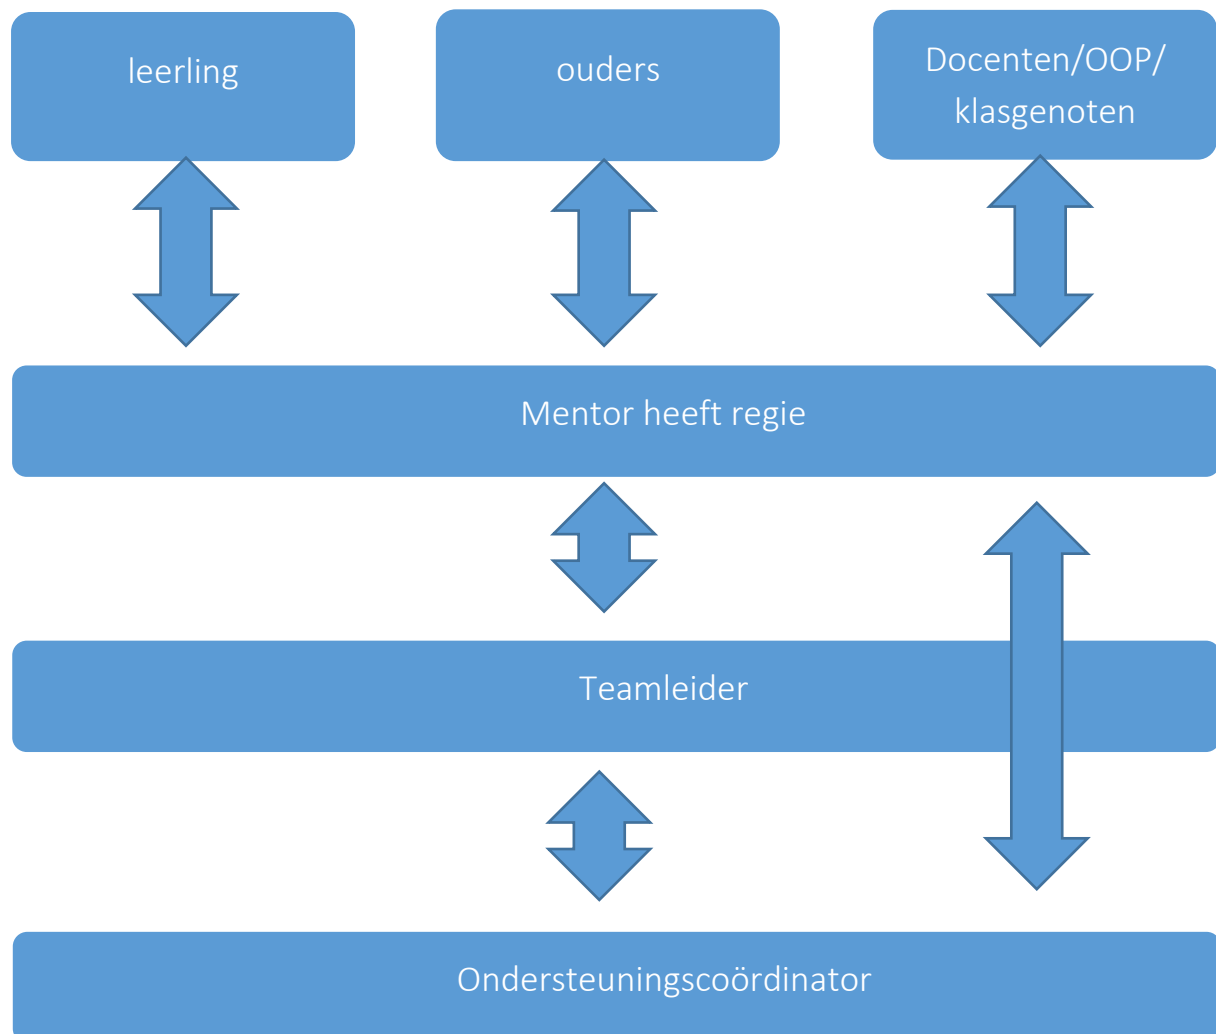 leerling
ouders
Docenten/OOP/
klasgenoten
Mentor heeft regie
Teamleider
Ondersteuningscoördinator